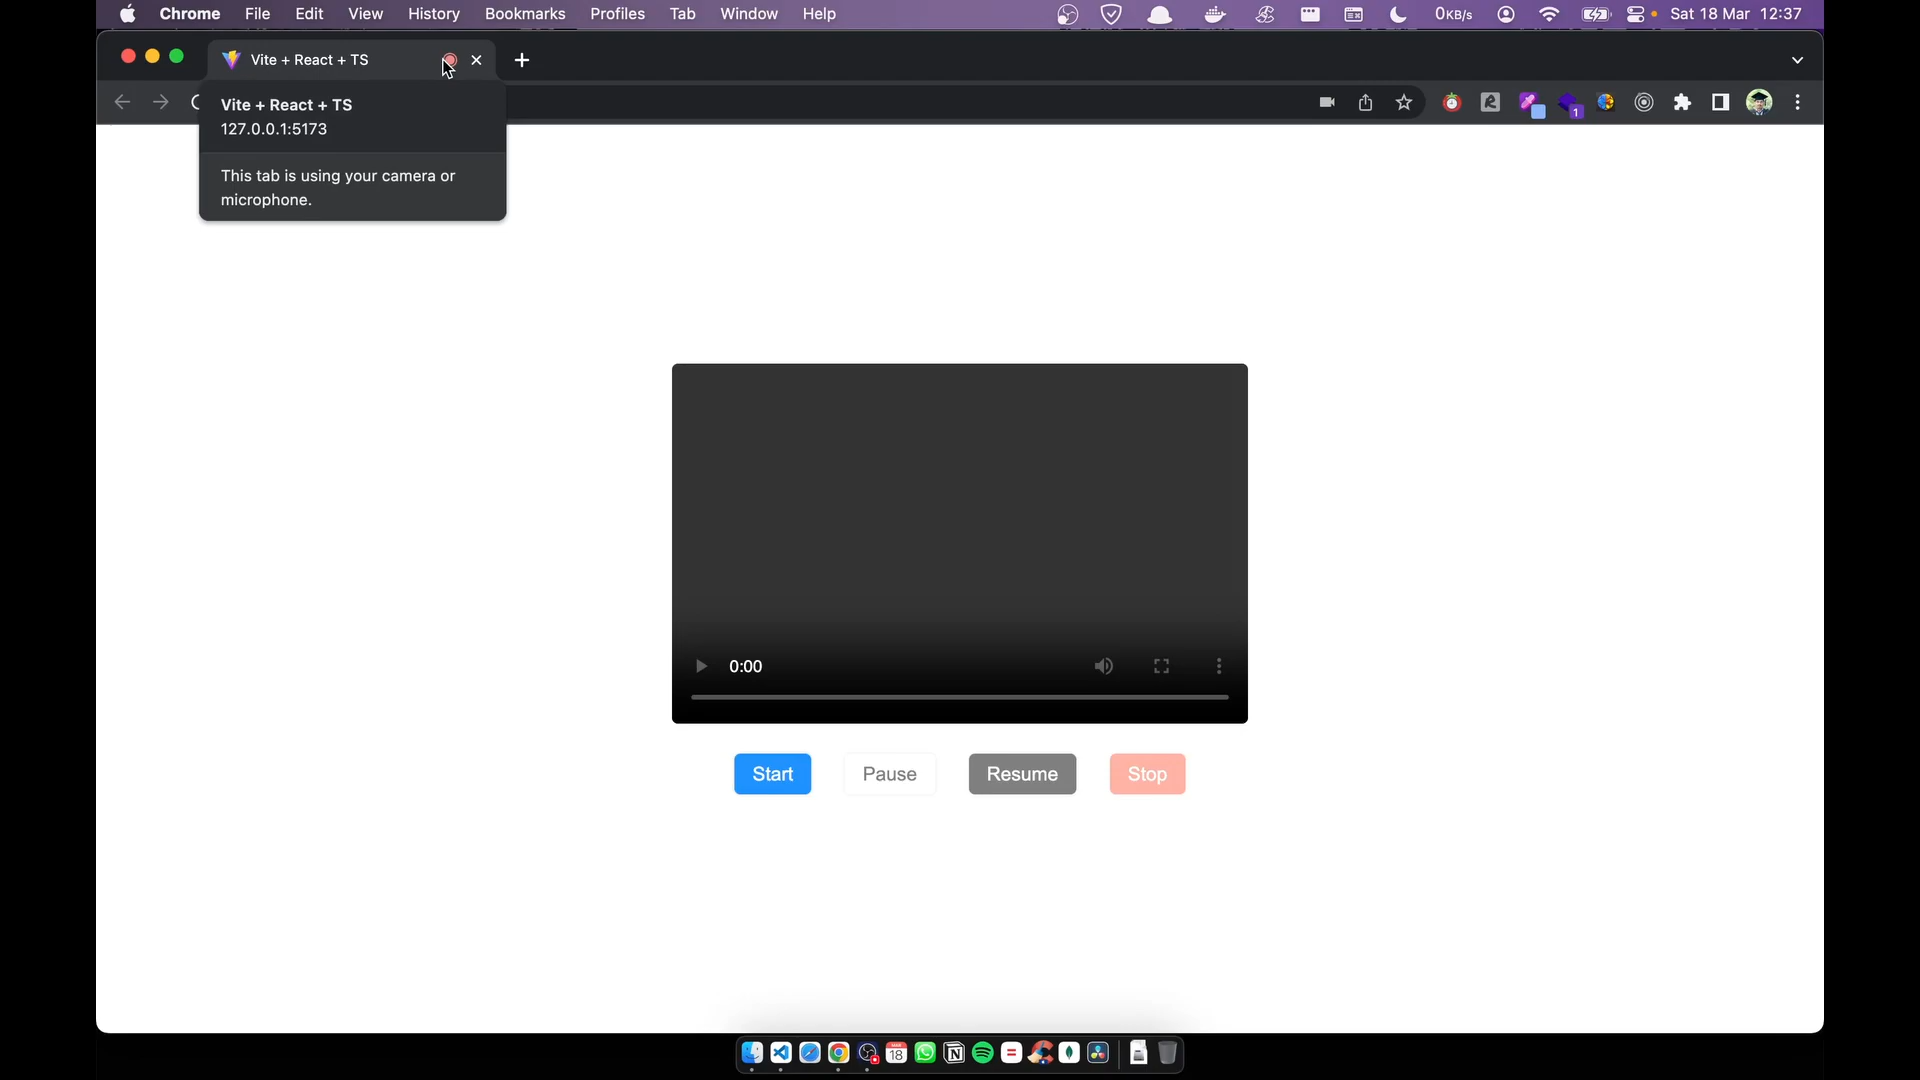 Chrome File Edit View History Bookmarks Profiles Tab Window Help 0KB/s Sat 18 Mar 12:37
Vite + React + TS
Vite + React + TS
127.0.0.1:5173
This tab is using your camera or
microphone.
1
0:00
Start Pause Resume Stop
18